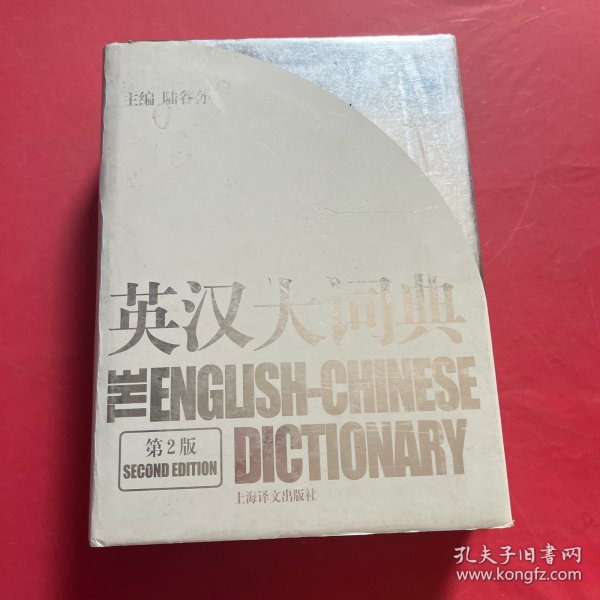 主编 陆谷孙
英汉大词典
THE ENGLISH-CHINESE
DICTIONARY
第2版
SECOND EDITION
上海译文出版社
孔夫子旧书网
www.kongfz.com